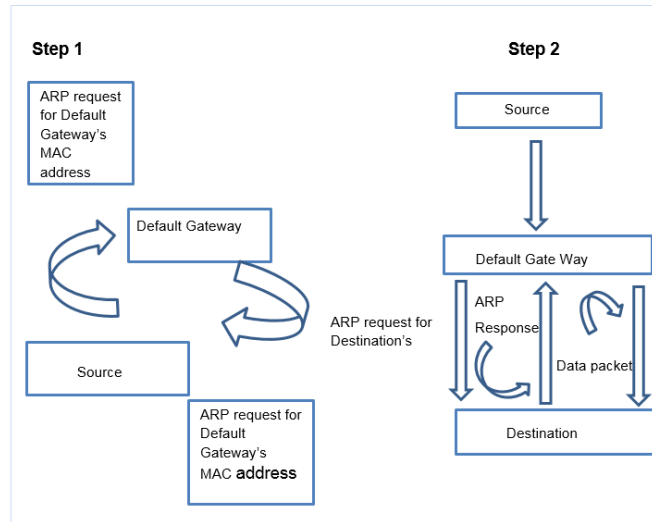 Step 1
ARP request
for Default
Gateway's
MAC
address
Default Gateway
Source
ARP request for
Default
Gateway's
MAC address
Step 2
Source
Default Gate Way
ARP
Response
ARP request for
Destination's
Data packet
Destination